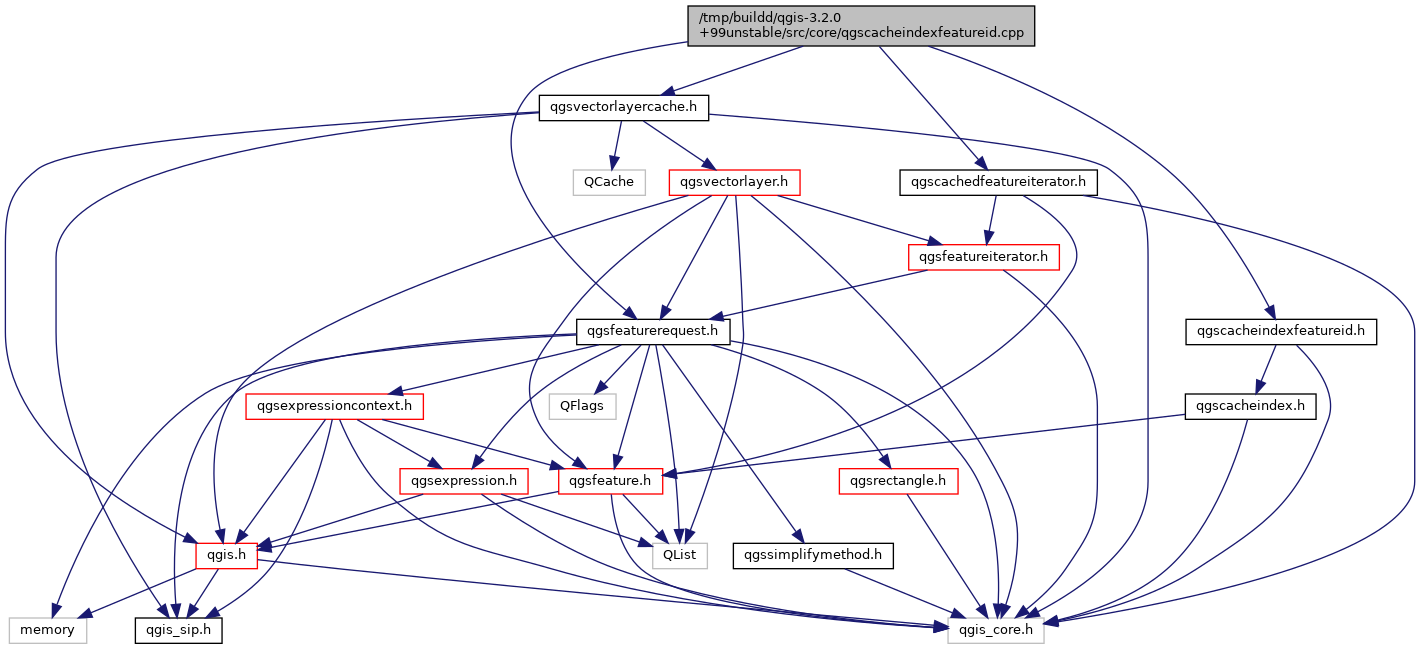 /tmp/buildd/qgis-3.2.0
+99unstable/src/core/qgscacheindexfeatureid.cpp
qgsvectorlayercache.h
QCache
qgsvectorlayer.h
qgscachedfeatureiterator.h
qgsfeatureiterator.h
qgsfeaturerequest.h
qgscacheindexfeatureid.h
qgsexpressioncontext.h
QFlags
qgscacheindex.h
qgsexpression.h
qgsfeature.h
qgsrectangle.h
qgis.h
QList
qgssimplifymethod.h
memory
qgis_sip.h
qgis_core.h